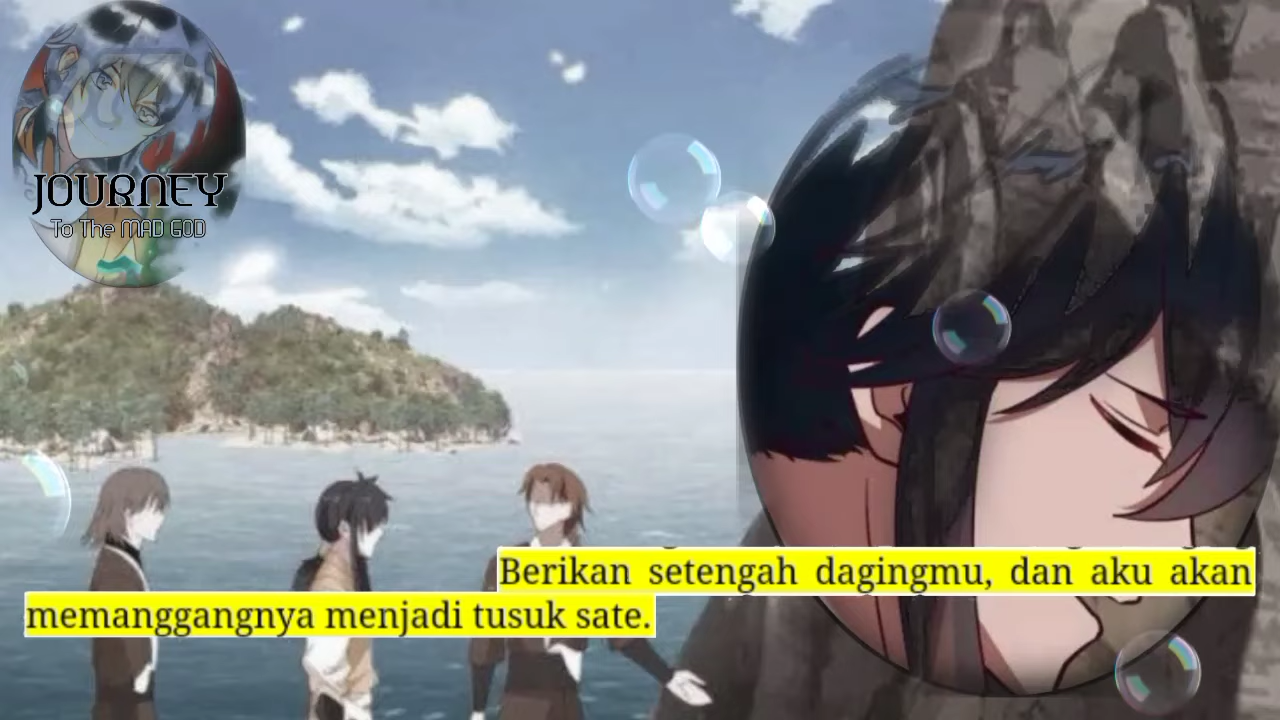 JOURNEY
To The MAD GOD
Berikan setengah dagingmu, dan aku akan
memanggangnya menjadi tusuk sate.